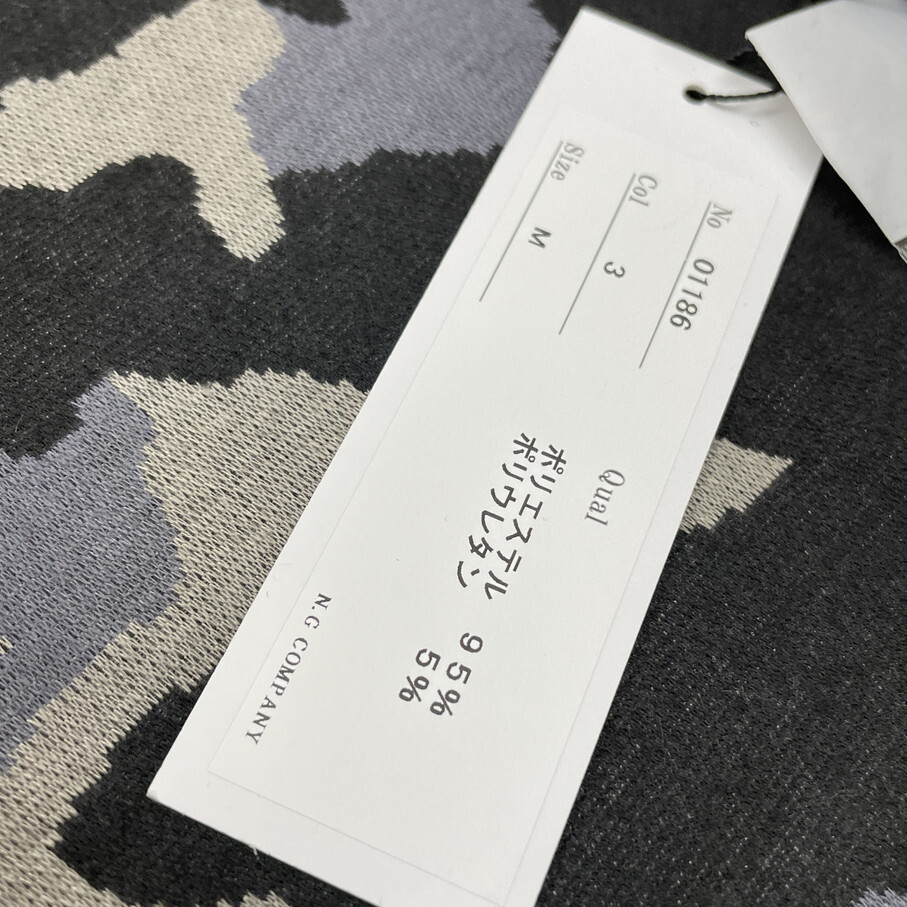 No 01186
Col 3
Size M
Qual
ポリエステル 95%
ポリウレタン 5%
N.G COMPANY